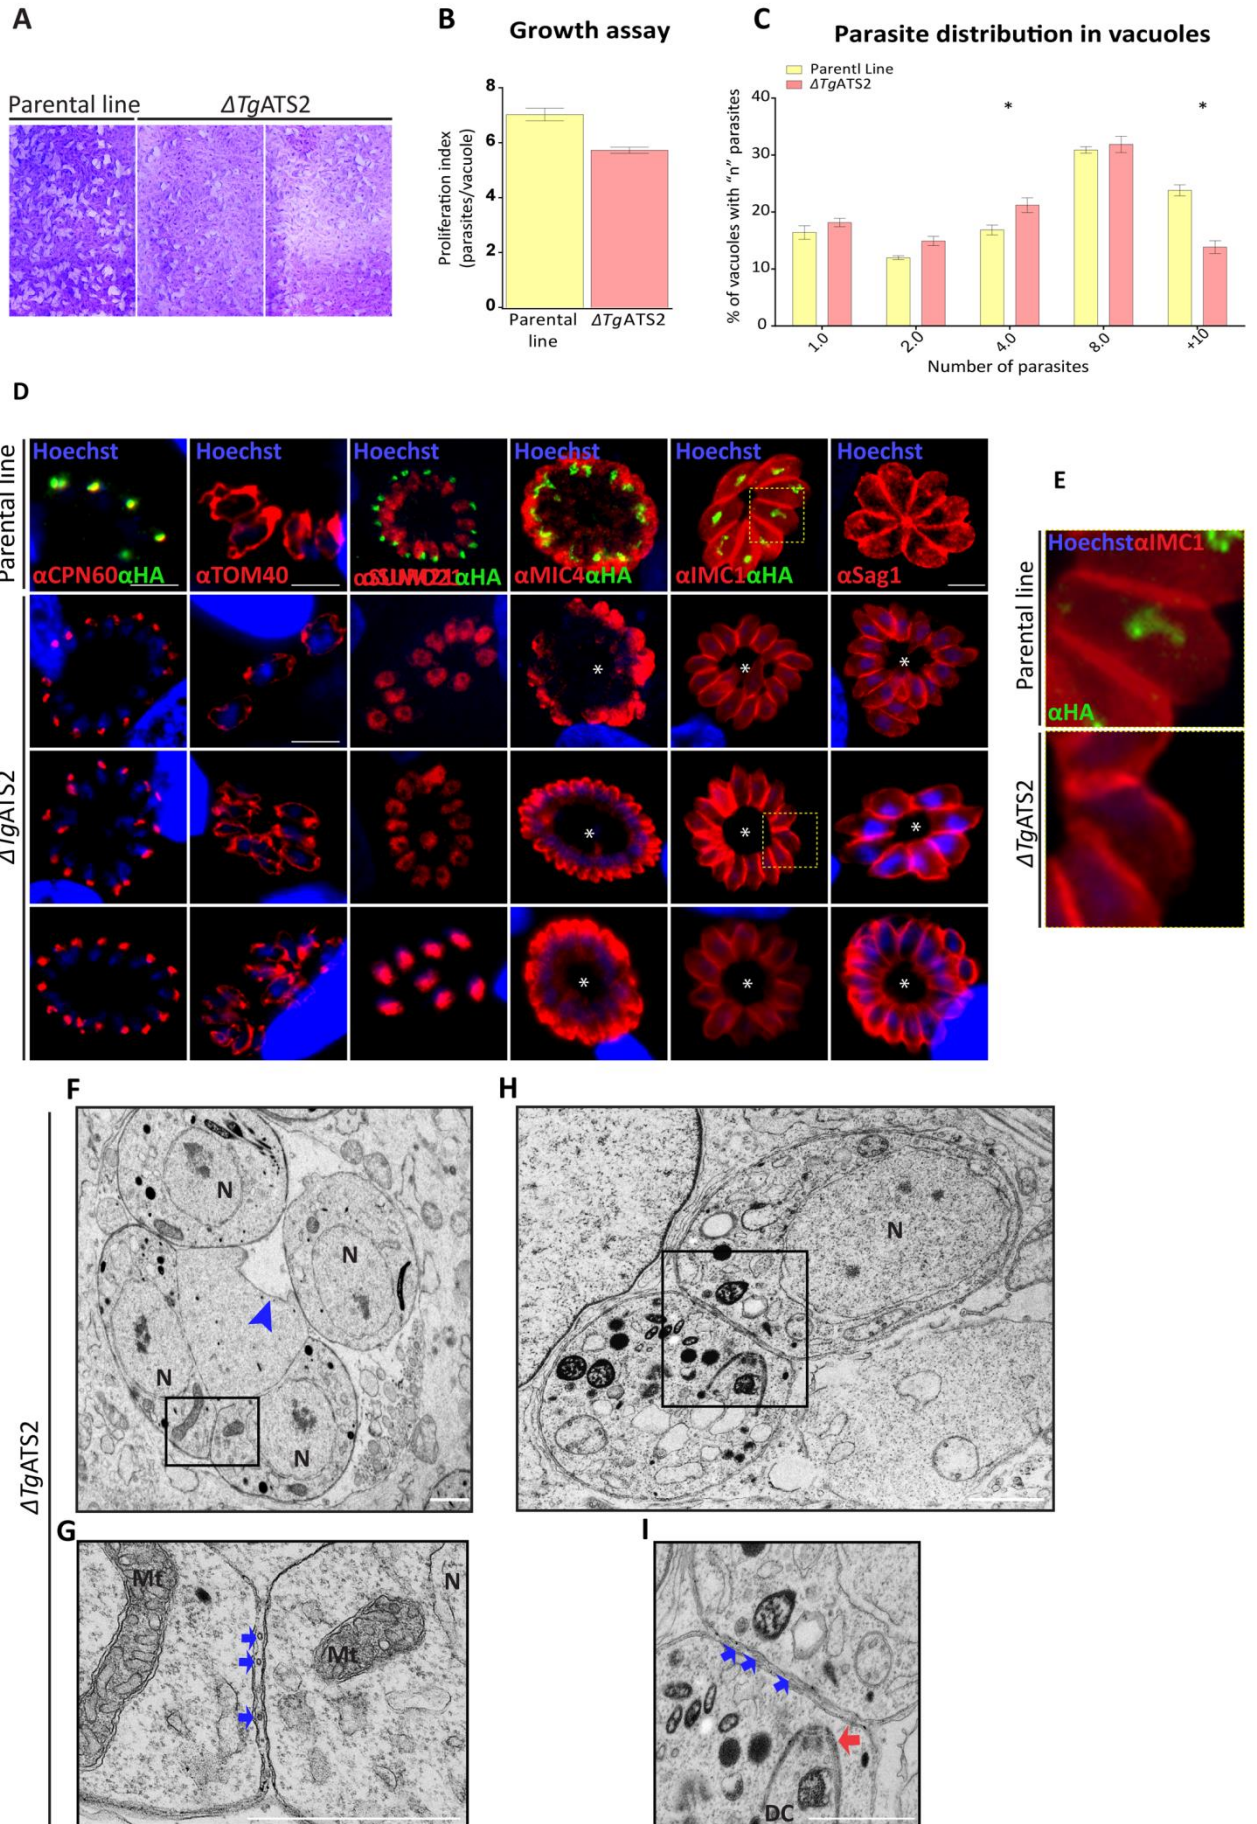 A
Parental line
ΔTgATS2
B
Growth assay
Proliferation index
(parasites/vacuole)
8
6
4
2
0
Parental
line
ΔTgATS2
C
Parasite distribution in vacuoles
Parentl Line
ΔTgATS2
% of vacuoles with “n” parasites
40
30
20
10
0
*
*
1.0
2.0
4.0
8.0
+10
Number of parasites
D
Parental line
Hoechst
αCPN60αHA
Hoechst
αTOM40
αHA
Hoechst
αMIC4αHA
Hoechst
αIMC1αHA
Hoechst
αSag1
ΔTgATS2
* * *
* * *
* * *
E
Parental line
HoechstαIMC1
αHA
ΔTgATS2
ΔTgATS2
F
N
N
N
N
H
N
G
Mt
Mt
N
I
DC